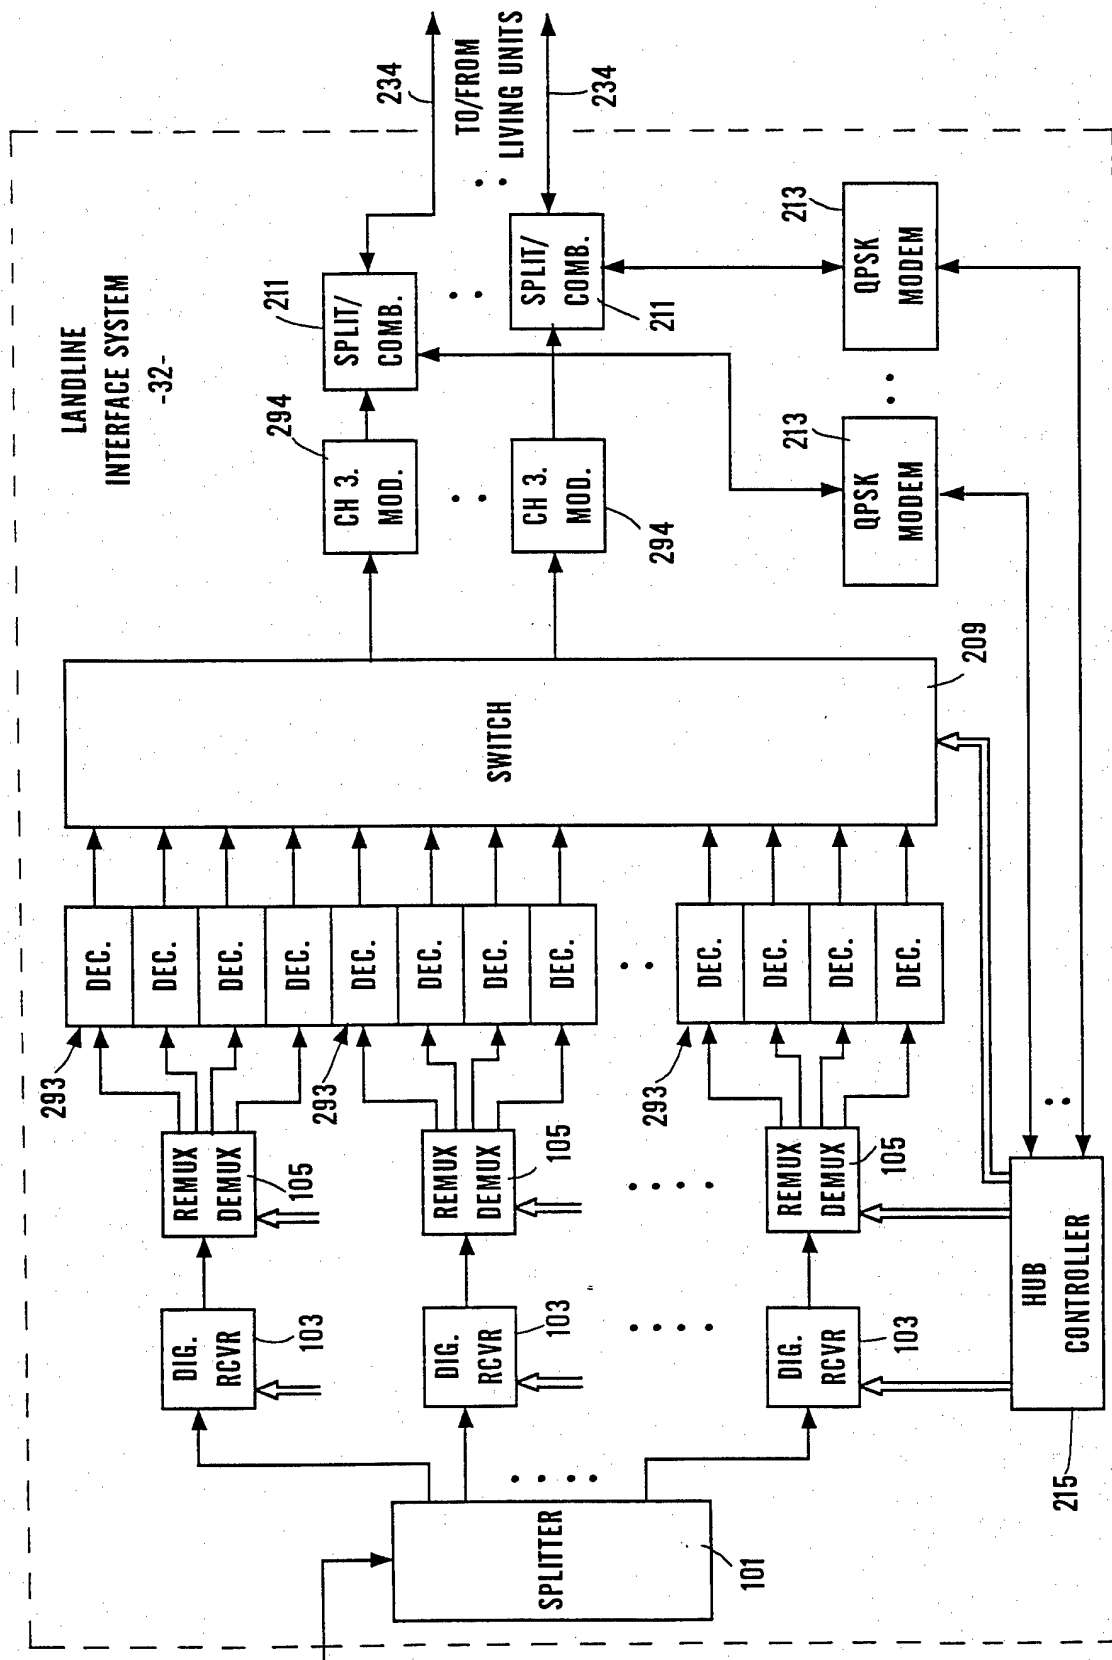 LANDLINE
INTERFACE SYSTEM
-32-
234
TO/FROM
LIVING UNITS
234
211
SPLIT/
COMB.
SPLIT/
COMB.
211
294
CH 3.
MOD.
CH 3.
MOD.
294
213
QPSK
MODEM
213
QPSK
MODEM
SWITCH
209
293
DEC.
DEC.
DEC.
DEC.
293
DEC.
DEC.
DEC.
DEC.
293
DEC.
DEC.
DEC.
DEC.
REMUX
DEMUX
105
REMUX
DEMUX
105
REMUX
DEMUX
105
DIG.
RCVR
103
DIG.
RCVR
103
DIG.
RCVR
103
SPLITTER
101
HUB
CONTROLLER
215